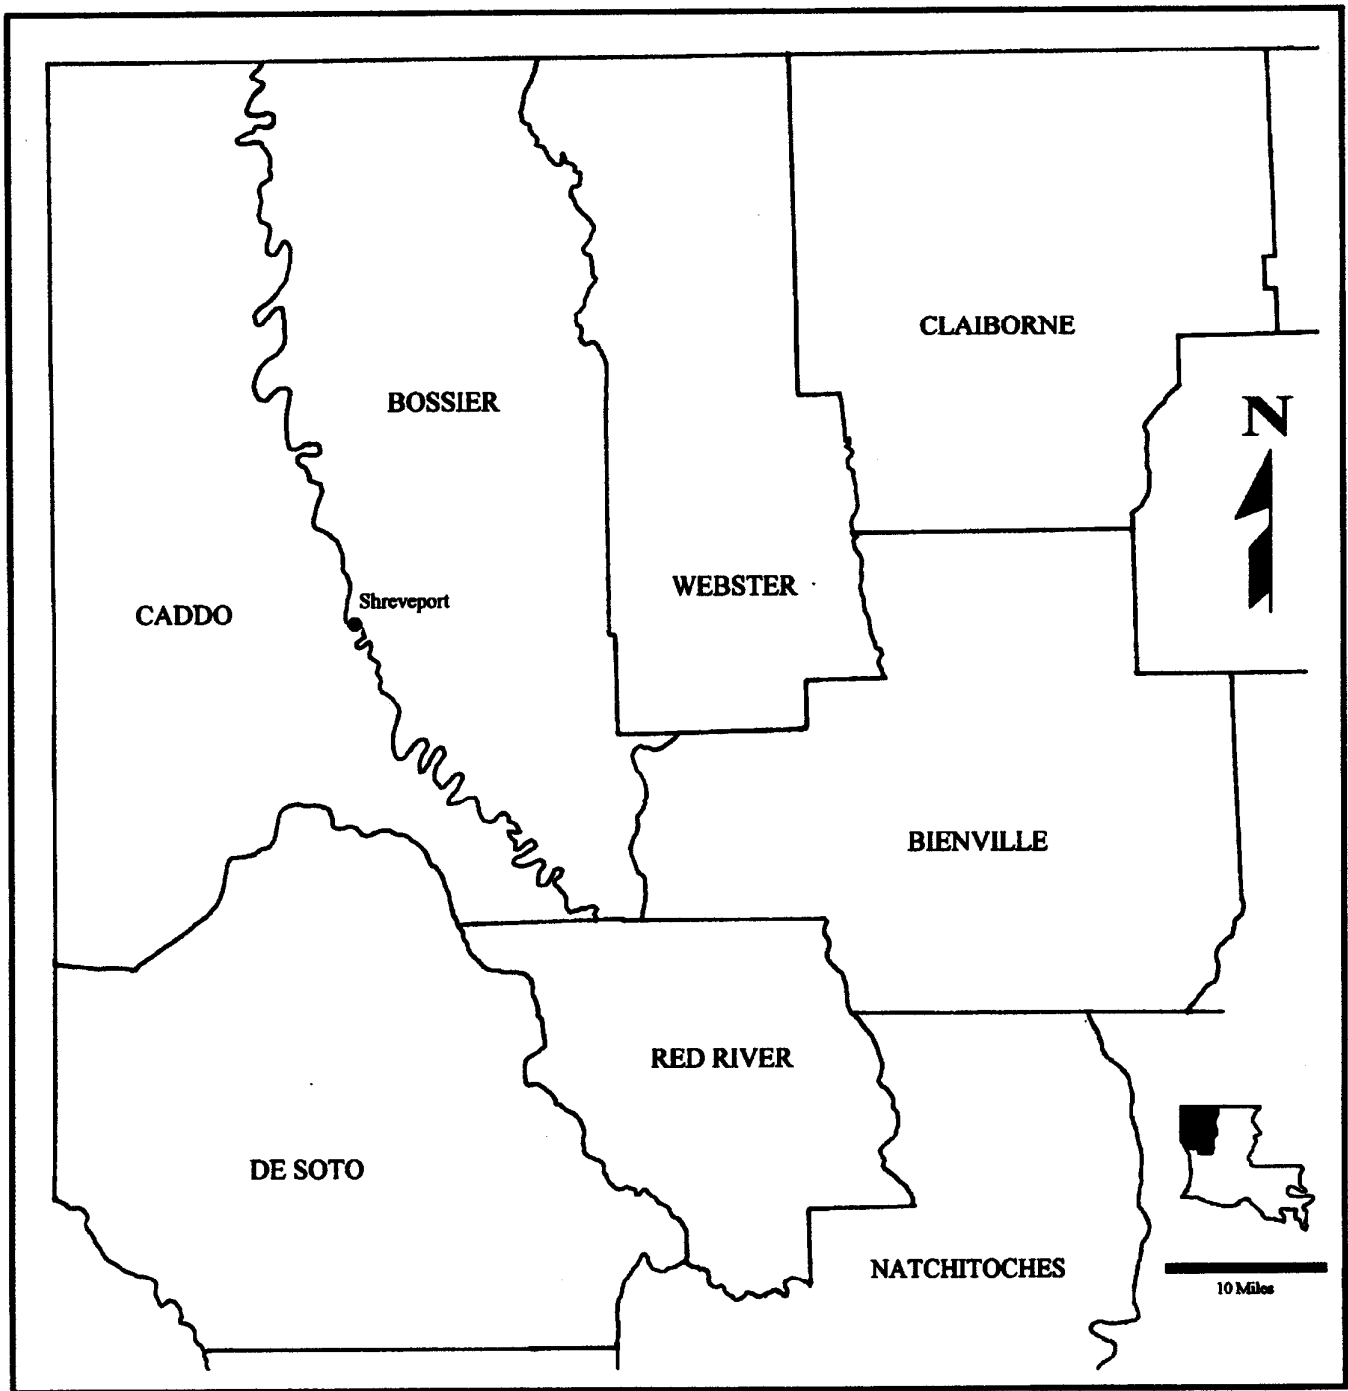 CLAIBORNE
BOSSIER
N
WEBSTER
Shreveport
CADDO
BIENVILLE
RED RIVER
DE SOTO
NATCHITOCHES
10 Miles